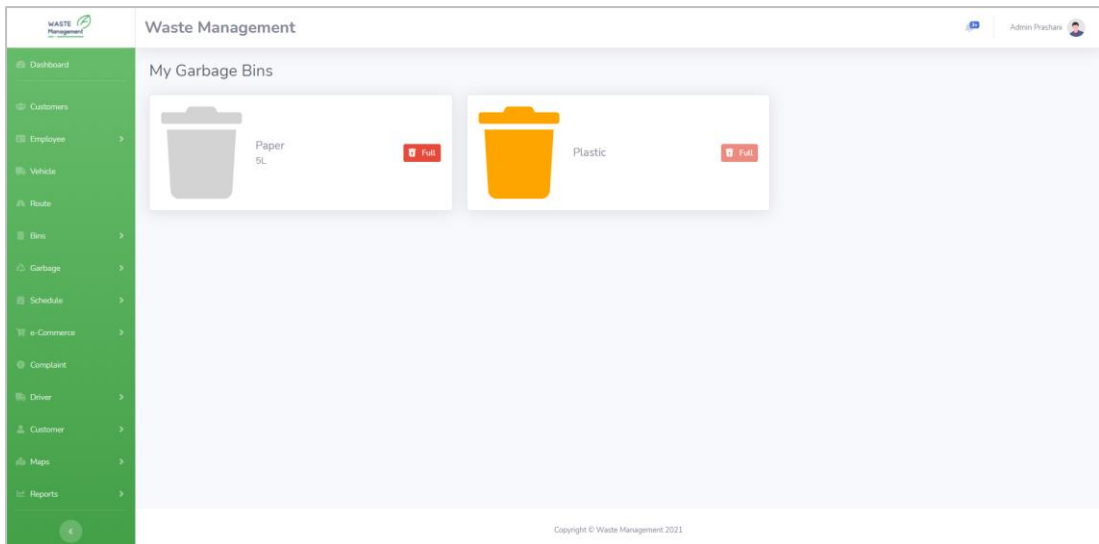 WASTE
Management
Waste Management
Admin Prashani
Dashboard
My Garbage Bins
Customers
Employee
Vehicle
Route
Bins
Garbage
Schedule
e-Commerce
Complaint
Driver
Customer
Maps
Reports
Paper
5L
Full
Plastic
Full
Copyright © Waste Management 2021